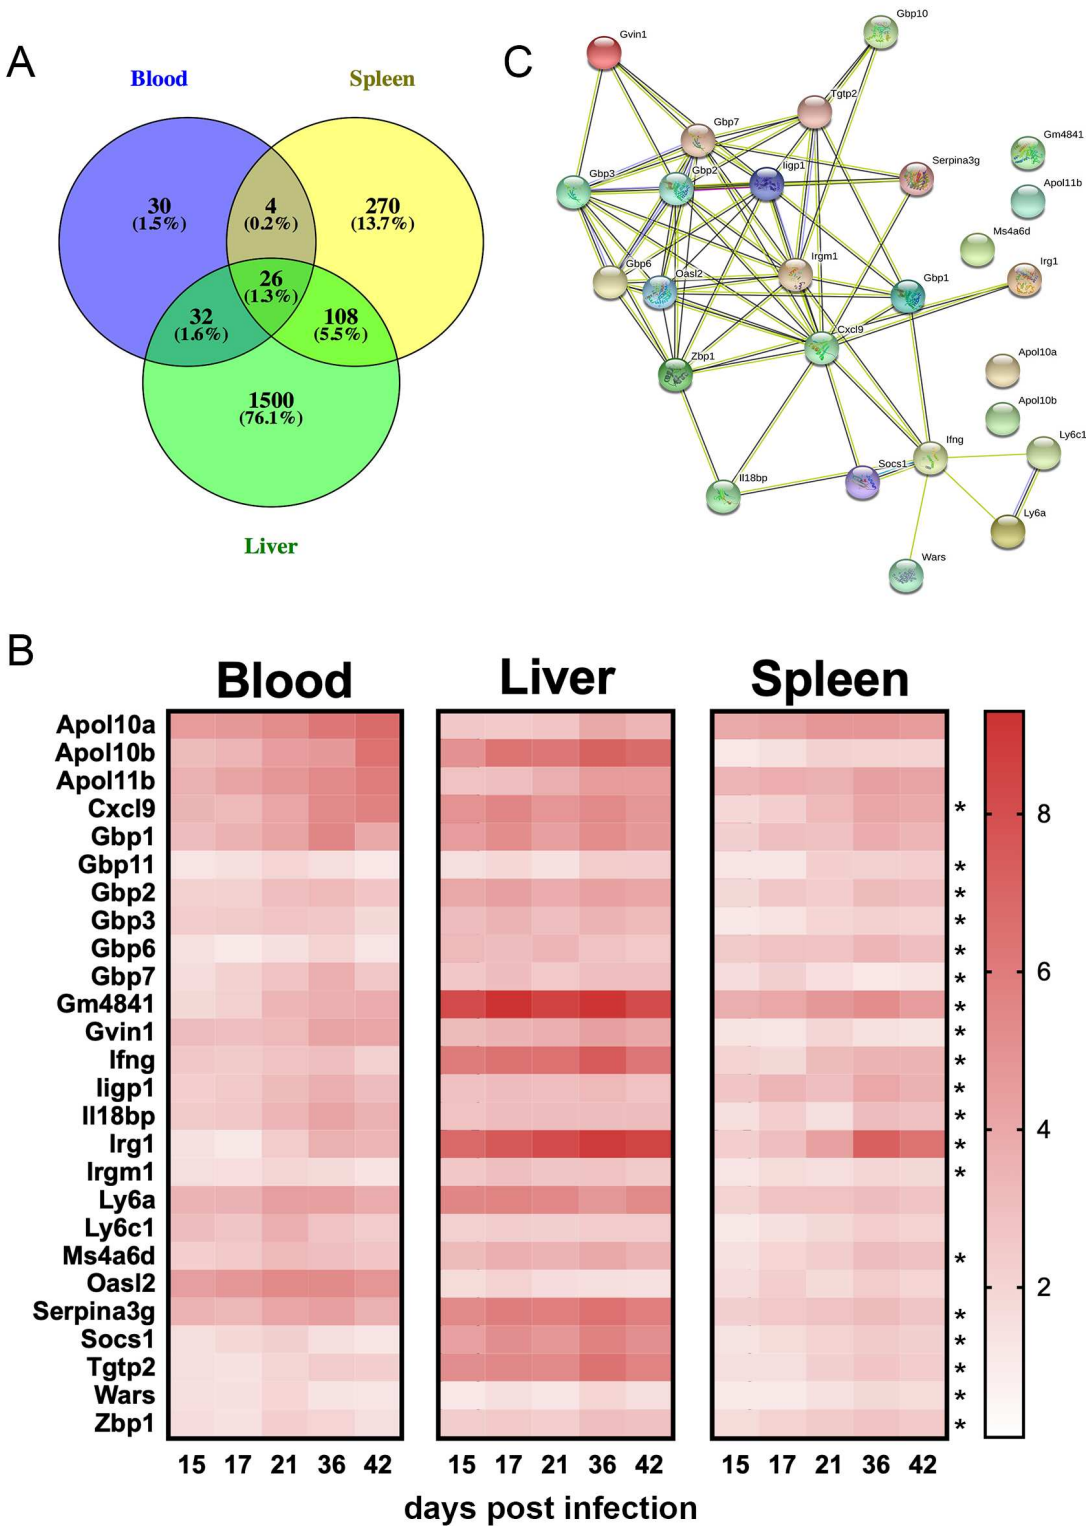 A
Blood
Spleen
30
(1.5%)
4
(0.2%)
270
(13.7%)
26
(1.3%)
32
(1.6%)
108
(5.5%)
1500
(76.1%)
Liver
C
Gvin1
Gbp10
Tgtp2
Gbp7
Gm4841
Gbp3
Gbp2
Iigp1
Serpina3g
Apol11b
Ms4a6d
Gbp6
Oasl2
Irgm1
Gbp1
Irg1
Cxcl9
Zbp1
Apol10a
Apol10b
Ifng
Ly6c1
Il18bp
Socs1
Ly6a
Wars
B
Blood Liver Spleen
Apol10a
Apol10b
Apol11b
Cxcl9 *
Gbp1
Gbp11 *
Gbp2 *
Gbp3 *
Gbp6 *
Gbp7 *
Gm4841 *
Gvin1 *
Ifng *
Iigp1 *
Il18bp *
Irg1 *
Irgm1 *
Ly6a
Ly6c1
Ms4a6d *
Oasl2
Serpina3g *
Socs1 *
Tgtp2 *
Wars *
Zbp1 *
8
6
4
2
15 17 21 36 42 15 17 21 36 42 15 17 21 36 42
days post infection